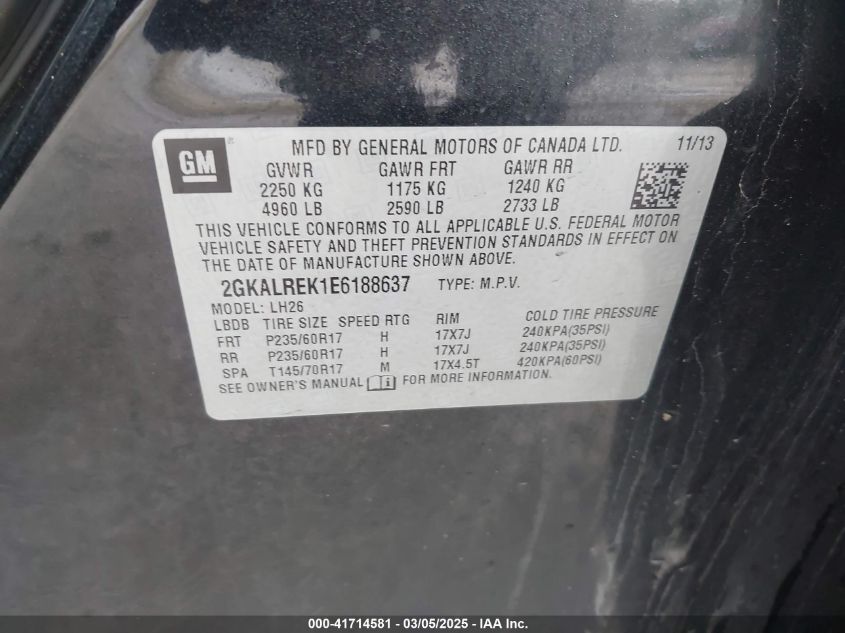 GM
MFD BY GENERAL MOTORS OF CANADA LTD. 11/13
GVWR GAWR FRT GAWR RR
2250 KG 1175 KG 1240 KG
4960 LB 2590 LB 2733 LB
THIS VEHICLE CONFORMS TO ALL APPLICABLE U.S. FEDERAL MOTOR
VEHICLE SAFETY AND THEFT PREVENTION STANDARDS IN EFFECT ON
THE DATE OF MANUFACTURE SHOWN ABOVE.
2GKALREK1E6188637 TYPE: M.P.V.
MODEL: LH26
LBDB TIRE SIZE SPEED RTG RIM COLD TIRE PRESSURE
FRT P235/60R17 H 17X7J 240KPA(35PSI)
RR P235/60R17 H 17X7J 240KPA(35PSI)
SPA T145/70R17 M 17X4.5T 420KPA(60PSI)
SEE OWNER'S MANUAL FOR MORE INFORMATION.
000-41714581 - 03/05/2025 - IAA Inc.